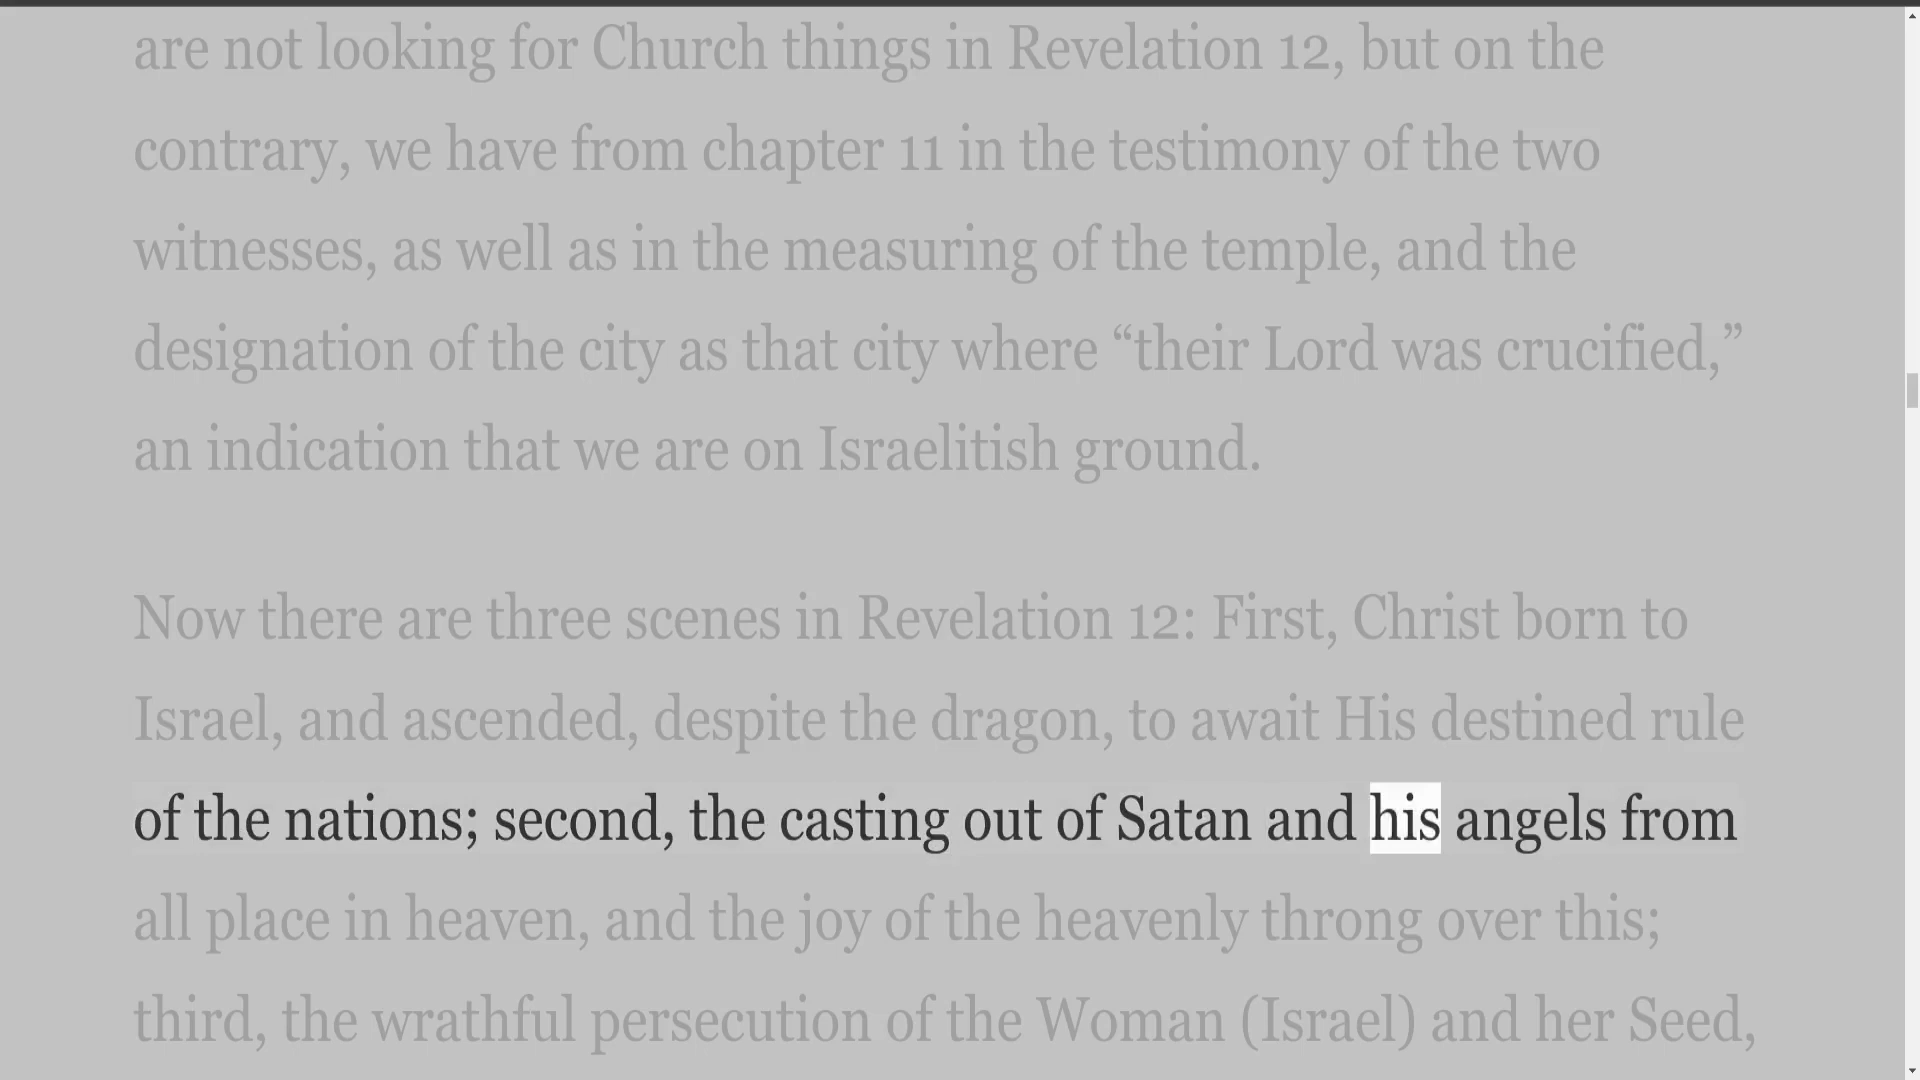 are not looking for Church things in Revelation 12, but on the
contrary, we have from chapter 11 in the testimony of the two
witnesses, as well as in the measuring of the temple, and the
designation of the city as that city where “their Lord was crucified,”
an indication that we are on Israelitish ground.
Now there are three scenes in Revelation 12: First, Christ born to
Israel, and ascended, despite the dragon, to await His destined rule
of the nations; second, the casting out of Satan and his angels from
all place in heaven, and the joy of the heavenly throng over this;
third, the wrathful persecution of the Woman (Israel) and her Seed,